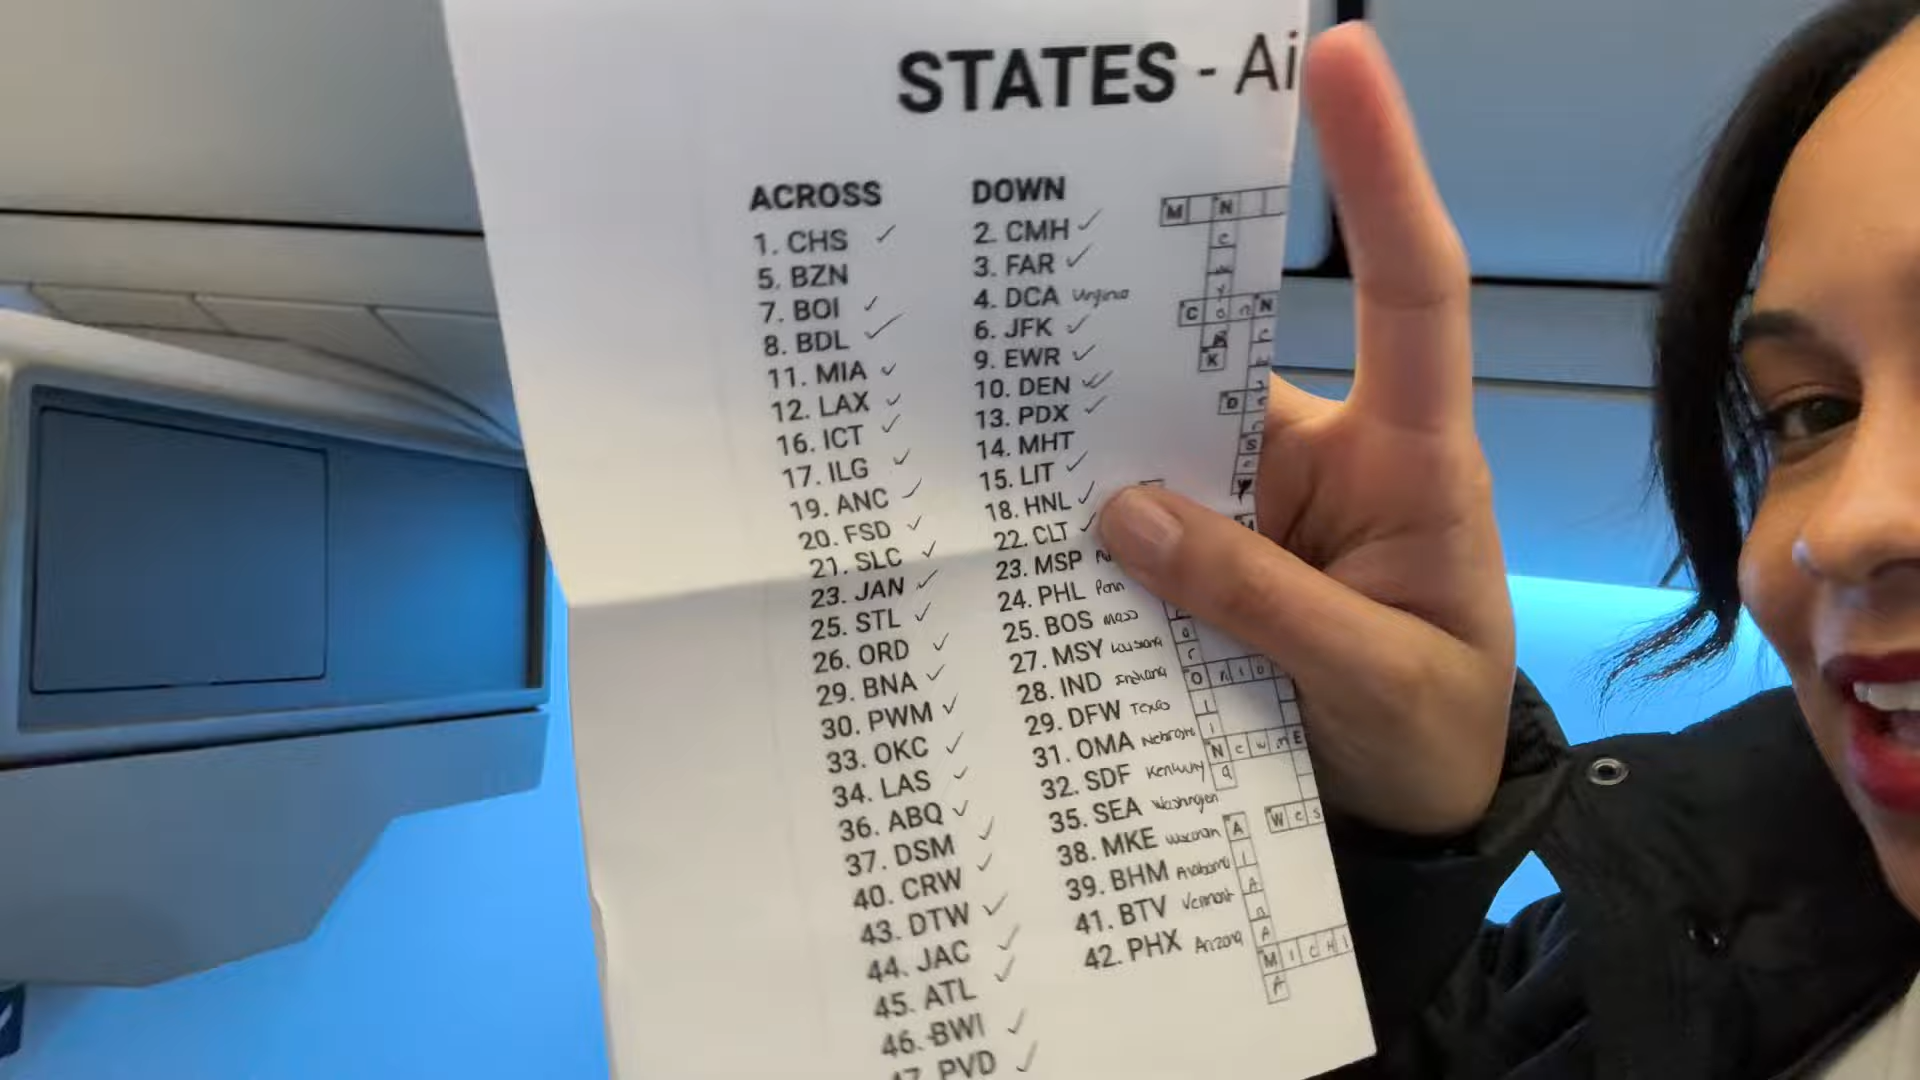 STATES - Ai
ACROSS
1. CHS ✓
5. BZN
7. BOI ✓
8. BDL ✓
11. MIA ✓
12. LAX ✓
16. ICT ✓
17. ILG ✓
19. ANC ✓
20. FSD ✓
21. SLC ✓
23. JAN ✓
25. STL ✓
26. ORD ✓
29. BNA ✓
30. PWM ✓
33. OKC ✓
34. LAS ✓
36. ABQ ✓
37. DSM ✓
40. CRW ✓
43. DTW ✓
44. JAC ✓
45. ATL ✓
46. BWI ✓
47. PVD ✓
DOWN
2. CMH ✓
3. FAR ✓
4. DCA Virginia
6. JFK ✓
9. EWR ✓
10. DEN ✓
13. PDX ✓
14. MHT
15. LIT ✓
18. HNL ✓
22. CLT ✓
23. MSP
24. PHL Penn
25. BOS mass
27. MSY
28. IND Indiana
29. DFW Texas
31. OMA
32. SDF
35. SEA
38. MKE
39. BHM Alabama
41. BTV Vermont
42. PHX Arizona
M N
C o n N
K
D
S
O h i o
N e w m E
W e s
A
M I C H I
A